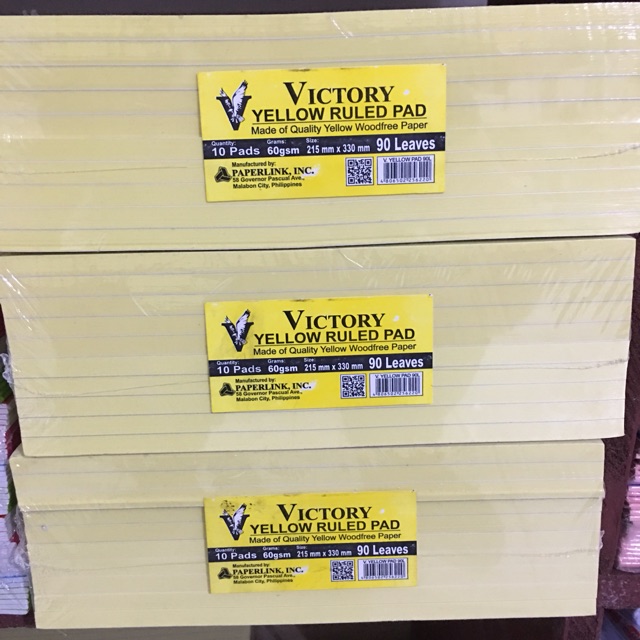 VICTORY
YELLOW RULED PAD
Made of Quality Yellow Woodfree Paper
Quantity: Grams: Size:
10 Pads 60gsm 215 mm x 330 mm 90 Leaves
Manufactured by:
PAPERLINK, INC.
58 Governor Pascual Ave.,
Malabon City, Philippines
V. YELLOW PAD 90L
VICTORY
YELLOW RULED PAD
Made of Quality Yellow Woodfree Paper
Quantity: Grams: Size:
10 Pads 60gsm 215 mm x 330 mm 90 Leaves
Manufactured by:
PAPERLINK, INC.
58 Governor Pascual Ave.,
Malabon City, Philippines
V. YELLOW PAD 90L
VICTORY
YELLOW RULED PAD
Made of Quality Yellow Woodfree Paper
Quantity: Grams: Size:
10 Pads 60gsm 215 mm x 330 mm 90 Leaves
Manufactured by:
PAPERLINK, INC.
58 Governor Pascual Ave.,
Malabon City, Philippines
V. YELLOW PAD 90L